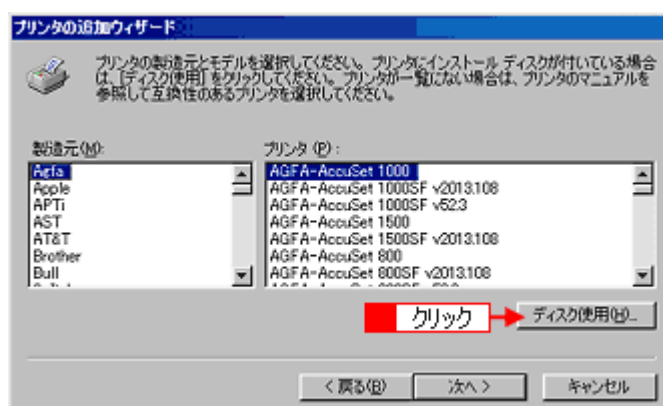 プリンタの追加ウィザード
プリンタの製造元とモデルを選択してください。プリンタにインストール ディスクが付いている場合
は、[ディスク使用] をクリックしてください。プリンタが一覧にない場合は、プリンタのマニュアルを
参照して互換性のあるプリンタを選択してください。
製造元(M):
プリンタ (P) :
Agfa
Apple
APTi
AST
AT&T
Brother
Bull
AGFA-AccuSet 1000
AGFA-AccuSet 1000SF v2013.108
AGFA-AccuSet 1000SF v52.3
AGFA-AccuSet 1500
AGFA-AccuSet 1500SF v2013.108
AGFA-AccuSet 800
AGFA-AccuSet 800SF v2013.108
クリック
ディスク使用(H)...
< 戻る(B)
次へ >
キャンセル